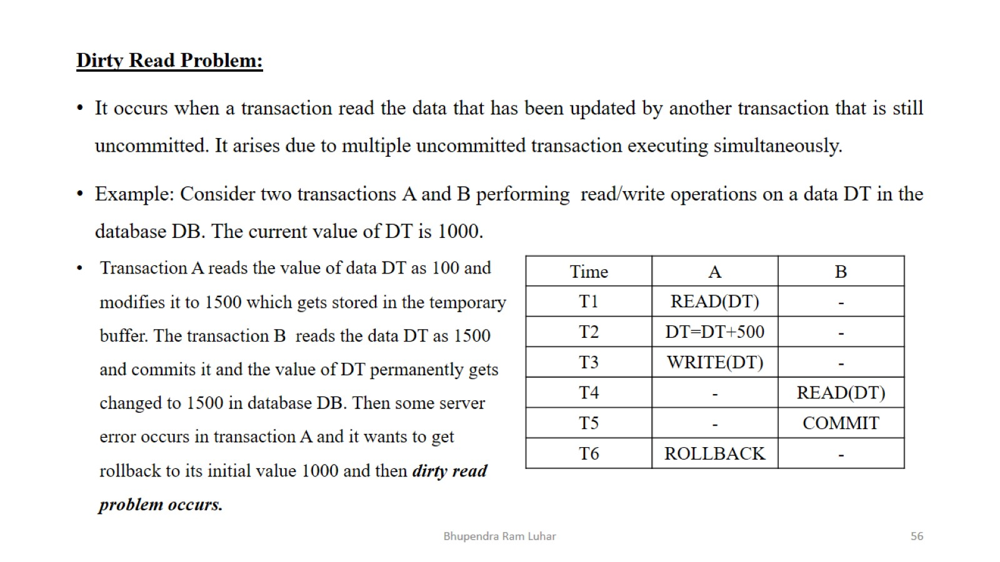 Dirty Read Problem:
• It occurs when a transaction read the data that has been updated by another transaction that is still
uncommitted. It arises due to multiple uncommitted transaction executing simultaneously.
• Example: Consider two transactions A and B performing  read/write operations on a data DT in the
database DB. The current value of DT is 1000.
• Transaction A reads the value of data DT as 100 and
modifies it to 1500 which gets stored in the temporary
buffer. The transaction B  reads the data DT as 1500
and commits it and the value of DT permanently gets
changed to 1500 in database DB. Then some server
error occurs in transaction A and it wants to get
rollback to its initial value 1000 and then dirty read
problem occurs.
Time A B
T1 READ(DT) -
T2 DT=DT+500 -
T3 WRITE(DT) -
T4 - READ(DT)
T5 - COMMIT
T6 ROLLBACK -
Bhupendra Ram Luhar 56